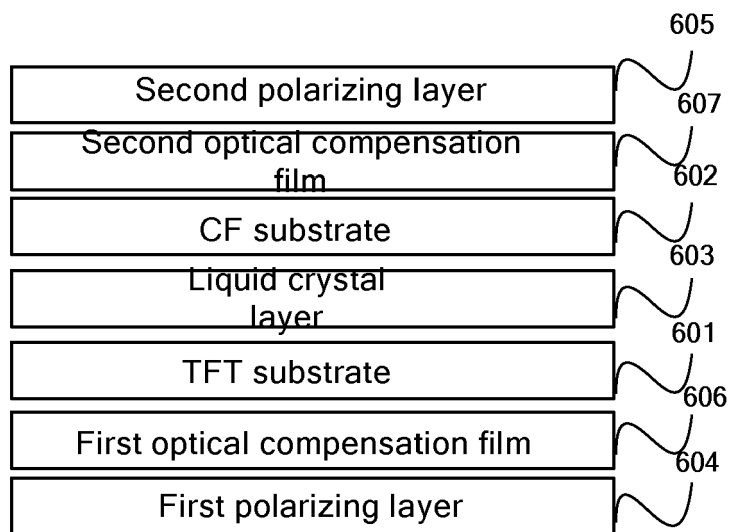 605
Second polarizing layer
607
Second optical compensation
film
602
CF substrate
603
Liquid crystal
layer
601
TFT substrate
606
First optical compensation film
604
First polarizing layer